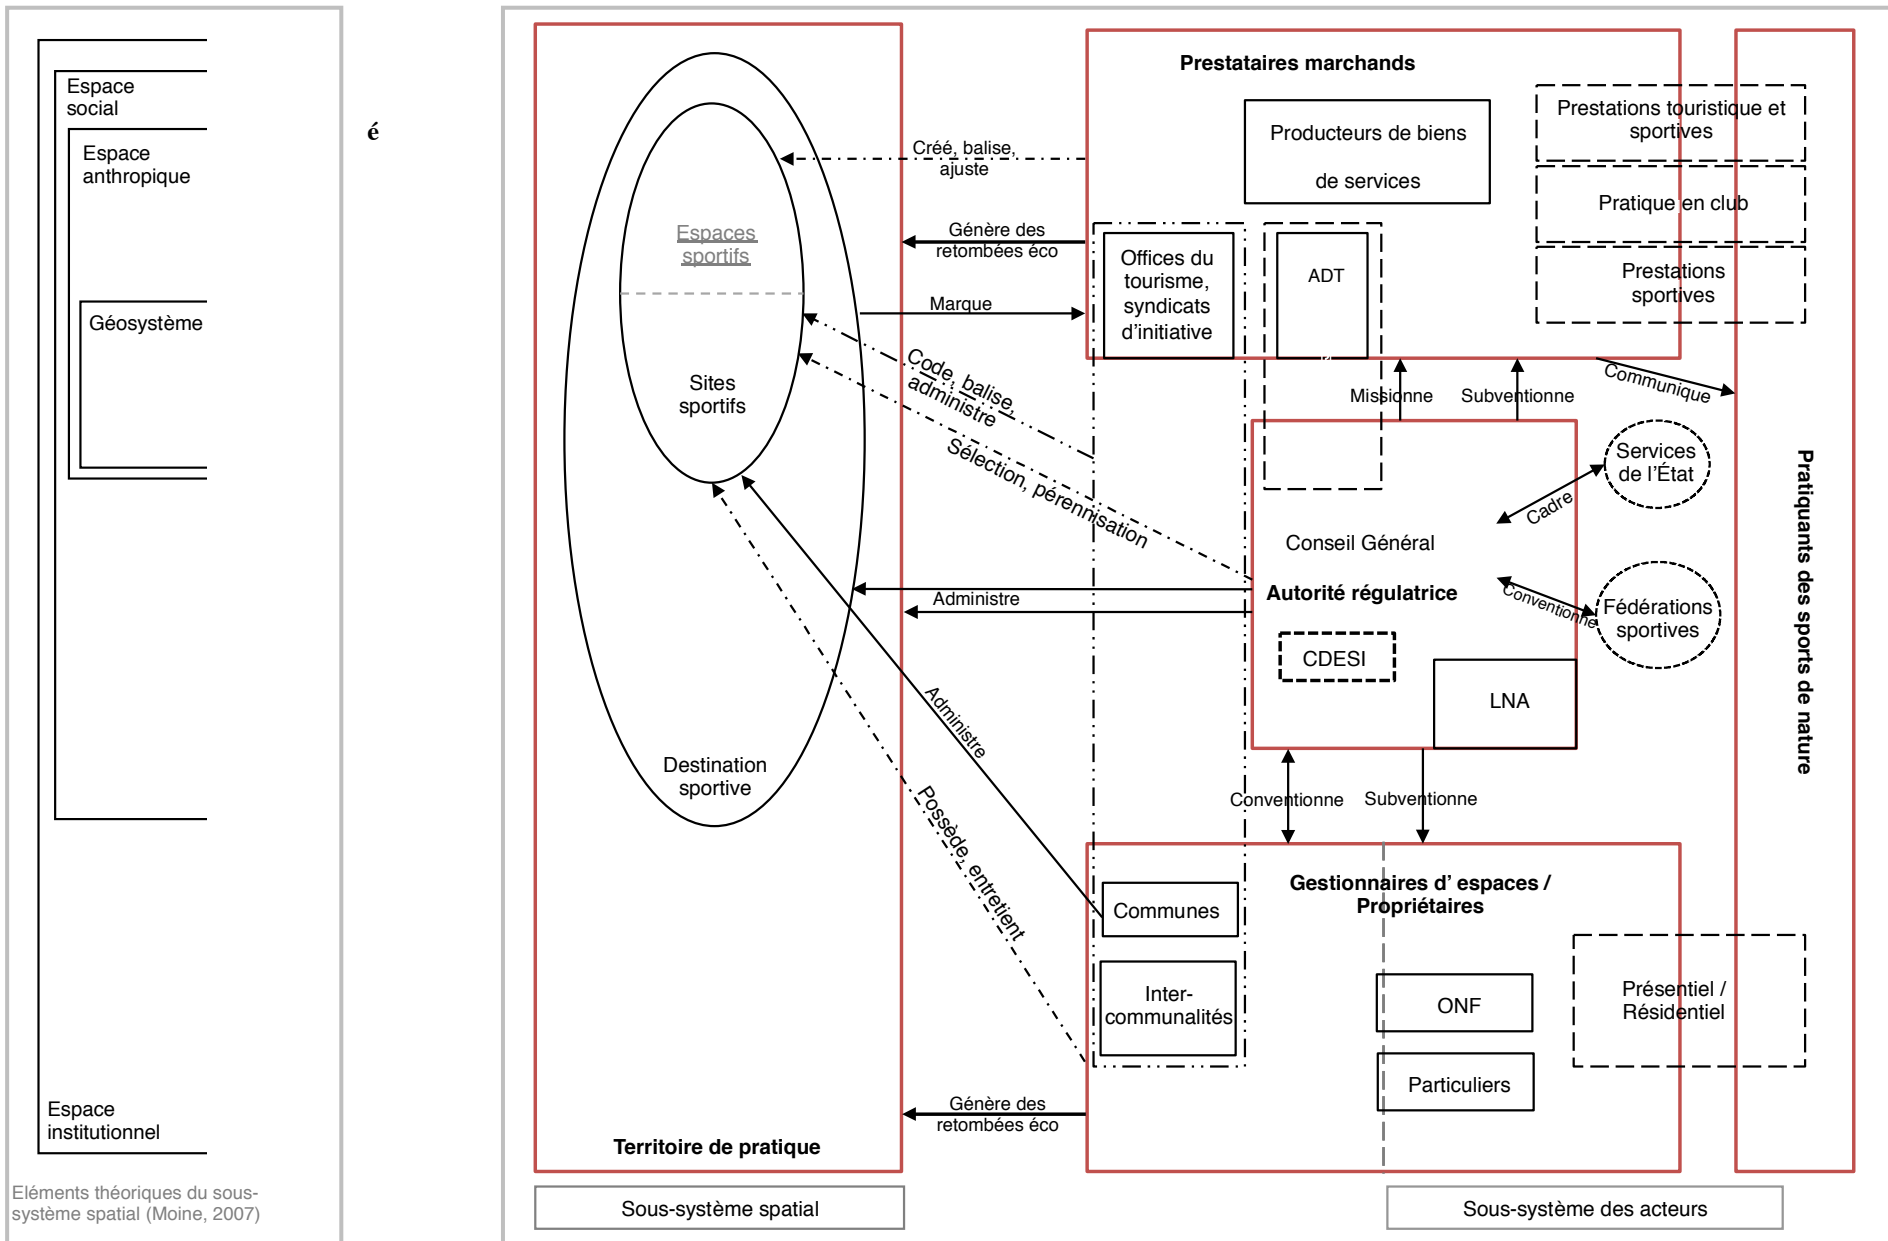 Espace
social
Espace
anthropique
Géosystème
Espace
institutionnel
Eléments théoriques du sous-
système spatial (Moine, 2007)
é
Espaces
sportifs
Sites
sportifs
Destination
sportive
Territoire de pratique
Sous-système spatial
Créé, balise,
ajuste
Génère des
retombées éco
Marque
Code, balise,
administre
Sélection, pérennisation
Administre
Administre
Possède, entretient
Génère des
retombées éco
Prestataires marchands
Producteurs de biens
de services
Prestations touristique et
sportives
Pratique en club
Prestations
sportives
Offices du
tourisme,
syndicats
d'initiative
ADT
Missionne
Subventionne
Communique
Services
de l'État
Cadre
Conseil Général
Autorité régulatrice
Conventionne
Fédérations
sportives
CDESI
LNA
Conventionne
Subventionne
Gestionnaires d' espaces /
Propriétaires
Communes
Inter-
communalités
ONF
Particuliers
Présentiel /
Résidentiel
Pratiquants des sports de nature
Sous-système des acteurs